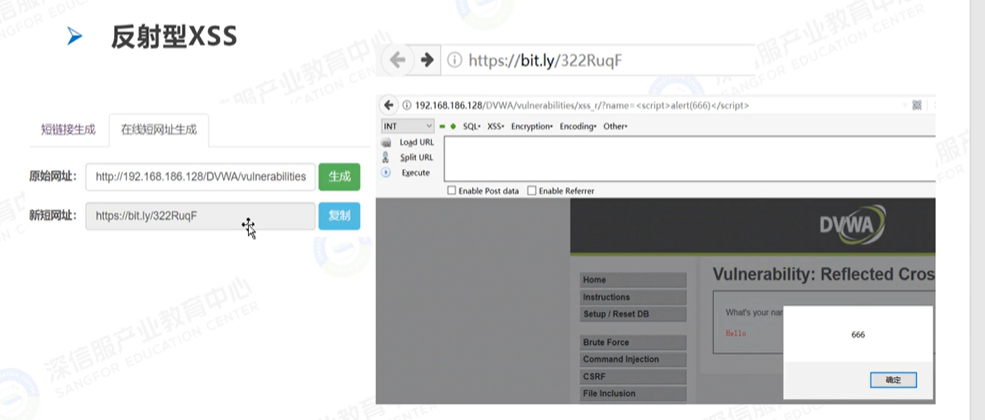 反射型XSS
https://bit.ly/322RuqF
短链接生成
在线短网址生成
原始网址:
http://192.168.186.128/DVWA/vulnerabilities
生成
新短网址:
https://bit.ly/322RuqF
复制
192.168.186.128/DVWA/vulnerabilities/xss_r/?name=<script>alert(666)</script>
INT
SQL
XSS
Encryption
Encoding
Other
Load URL
Split URL
Execute
Enable Post data
Enable Referrer
DVWA
Home
Instructions
Setup / Reset DB
Brute Force
Command Injection
CSRF
File Inclusion
Vulnerability: Reflected Cros
What's your nar
Hello
666
确定
深信服产业教育中心
SANGFOR EDUCATION CENTER